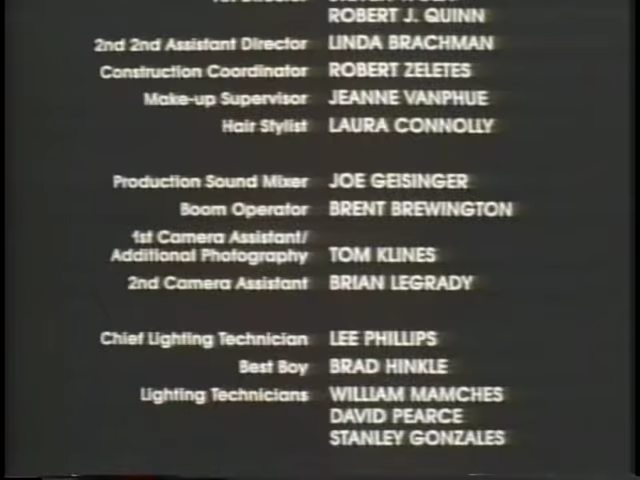 ROBERT J. QUINN
2nd 2nd Assistant Director LINDA BRACHMAN
Construction Coordinator ROBERT ZELETES
Make-up Supervisor JEANNE VANPHUE
Hair Stylist LAURA CONNOLLY
Production Sound Mixer JOE GEISINGER
Boom Operator BRENT BREWINGTON
1st Camera Assistant/
Additional Photography TOM KLINES
2nd Camera Assistant BRIAN LEGRADY
Chief Lighting Technician LEE PHILLIPS
Best Boy BRAD HINKLE
Lighting Technicians WILLIAM MAMCHES
DAVID PEARCE
STANLEY GONZALES